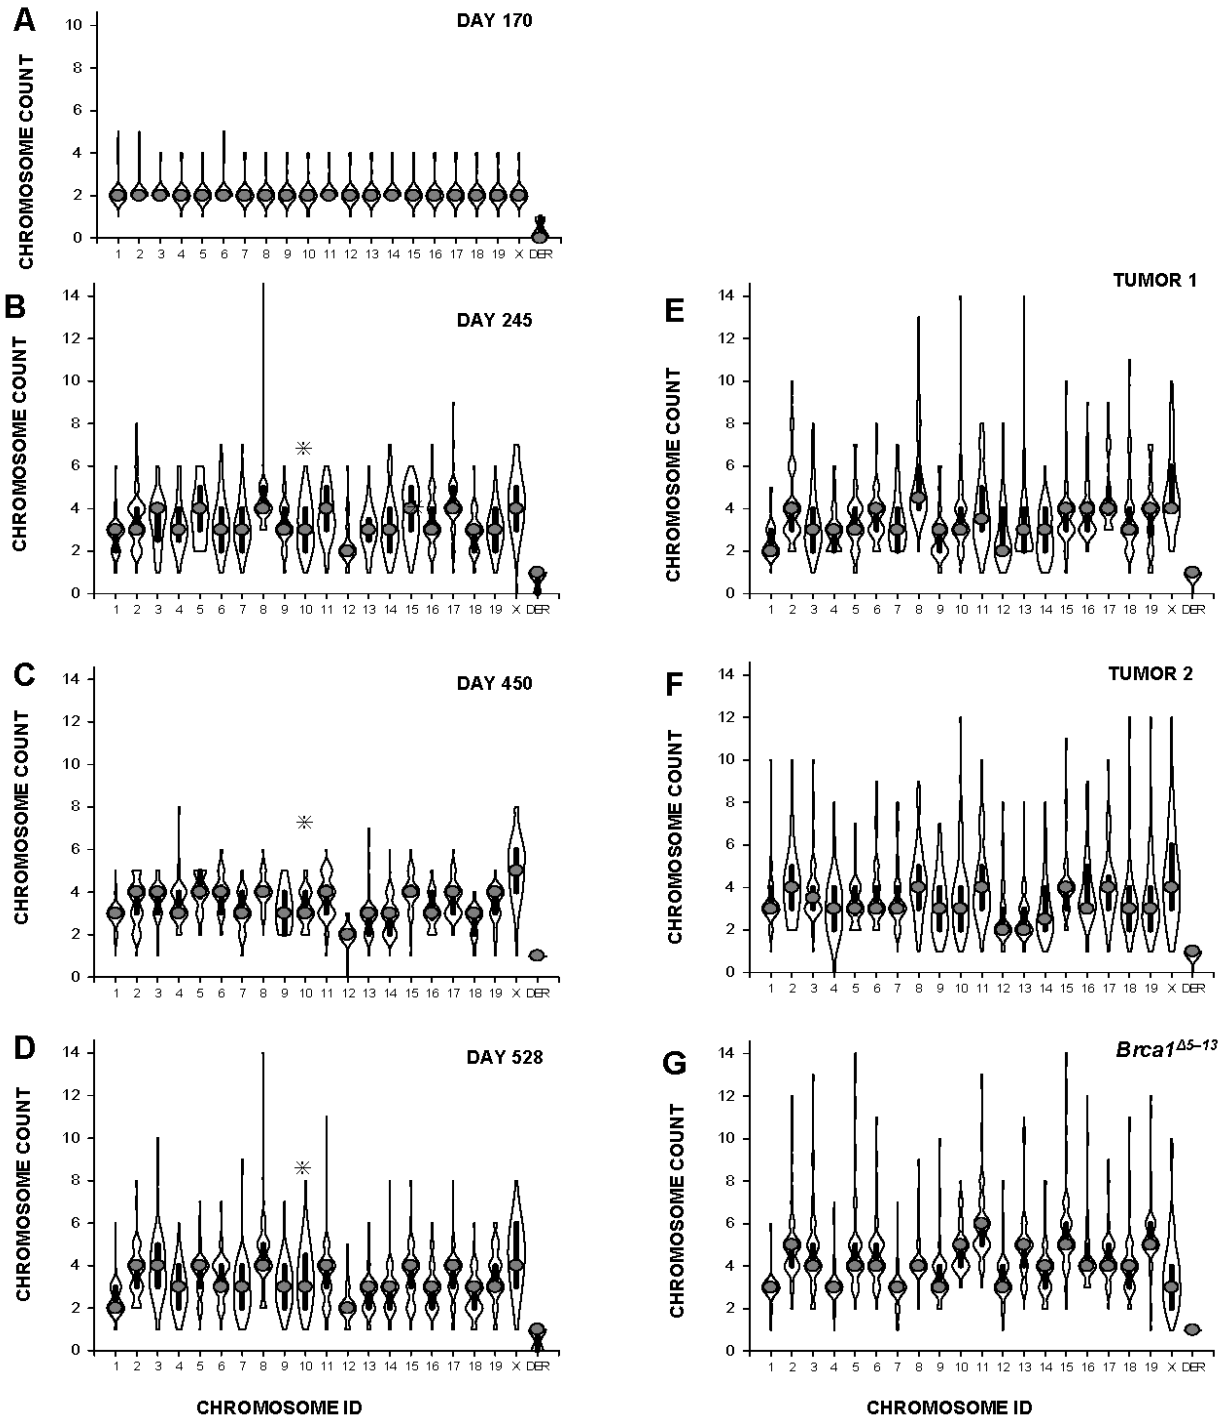 A
DAY 170
CHROMOSOME COUNT
10
8
6
4
2
0
1 2 3 4 5 6 7 8 9 10 11 12 13 14 15 16 17 18 19 X DER
B
DAY 245
CHROMOSOME COUNT
14
12
10
8
6
4
2
0
1 2 3 4 5 6 7 8 9 10 11 12 13 14 15 16 17 18 19 X DER
C
DAY 450
CHROMOSOME COUNT
14
12
10
8
6
4
2
0
1 2 3 4 5 6 7 8 9 10 11 12 13 14 15 16 17 18 19 X DER
D
DAY 528
CHROMOSOME COUNT
14
12
10
8
6
4
2
0
1 2 3 4 5 6 7 8 9 10 11 12 13 14 15 16 17 18 19 X DER
CHROMOSOME ID
E
TUMOR 1
CHROMOSOME COUNT
14
12
10
8
6
4
2
0
1 2 3 4 5 6 7 8 9 10 11 12 13 14 15 16 17 18 19 X DER
F
TUMOR 2
CHROMOSOME COUNT
14
12
10
8
6
4
2
0
1 2 3 4 5 6 7 8 9 10 11 12 13 14 15 16 17 18 19 X DER
G
Brca1Δ5–13
CHROMOSOME COUNT
14
12
10
8
6
4
2
0
1 2 3 4 5 6 7 8 9 10 11 12 13 14 15 16 17 18 19 X DER
CHROMOSOME ID